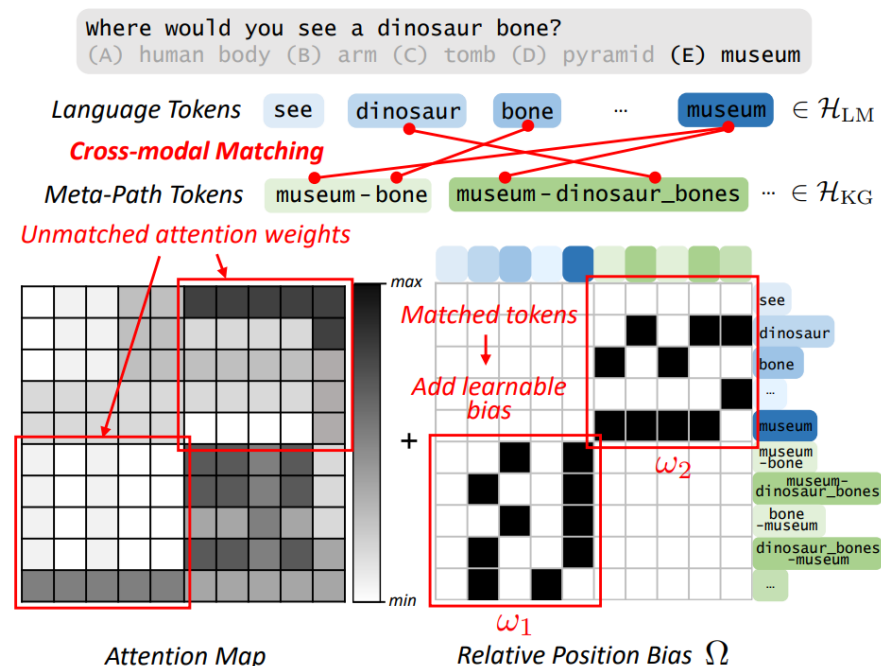 Where would you see a dinosaur bone?
(A) human body (B) arm (C) tomb (D) pyramid (E) museum
Language Tokens see dinosaur bone ... museum ∈ H_LM
Cross-modal Matching
Meta-Path Tokens museum-bone museum-dinosaur_bones ... ∈ H_KG
Unmatched attention weights
max
min
+
Matched tokens
Add learnable
bias
ω2
ω1
see
dinosaur
bone
...
museum
museum
-bone
museum-
dinosaur_bones
bone
-museum
dinosaur_bones
-museum
...
Attention Map
Relative Position Bias Ω